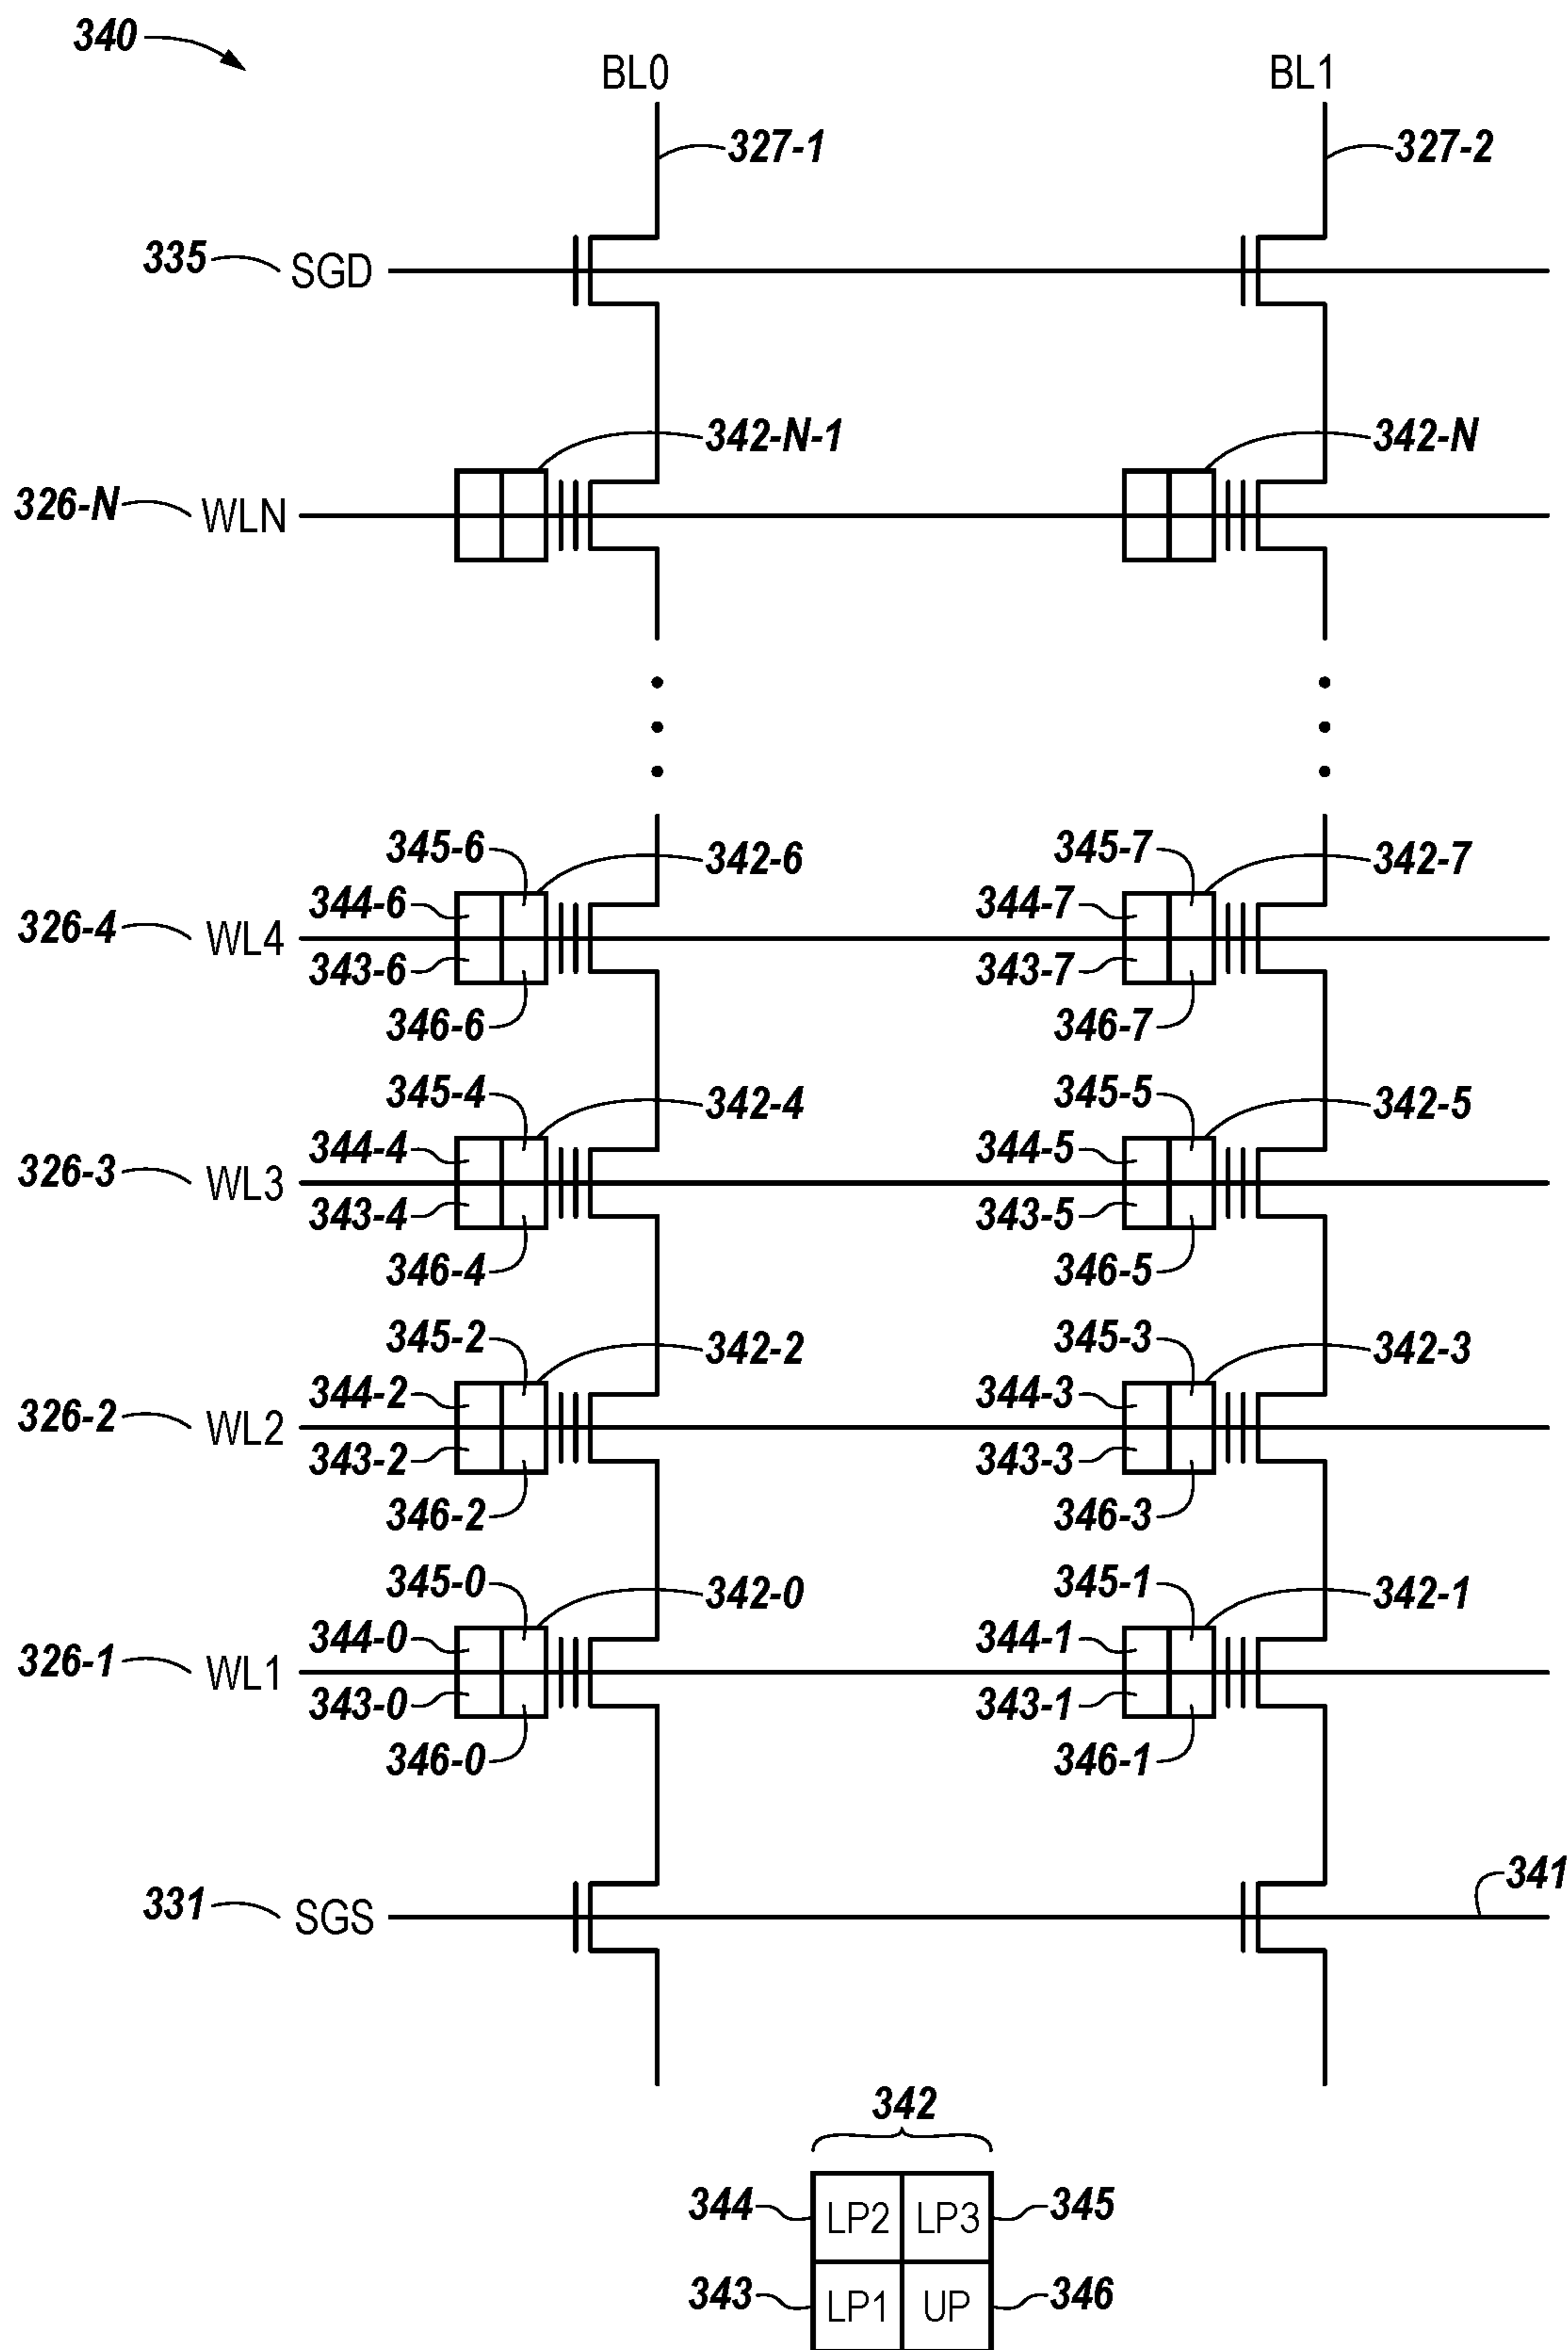 340
BL0 BL1
327-1 327-2
335 SGD
342-N-1 342-N
326-N WLN
345-6 342-6 345-7 342-7
344-6 344-7
326-4 WL4
343-6 343-7
346-6 346-7
345-4 342-4 345-5 342-5
344-4 344-5
326-3 WL3
343-4 343-5
346-4 346-5
345-2 342-2 345-3 342-3
344-2 344-3
326-2 WL2
343-2 343-3
346-2 346-3
345-0 342-0 345-1 342-1
344-0 344-1
326-1 WL1
343-0 343-1
346-0 346-1
341
331 SGS
342
344 LP2 LP3 345
343 LP1 UP 346